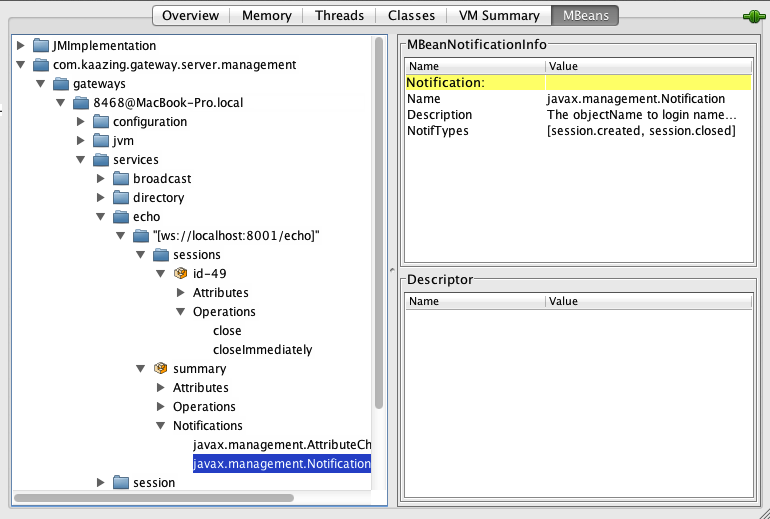 Overview Memory Threads Classes VM Summary MBeans
JMImplementation
com.kaazing.gateway.server.management
gateways
8468@MacBook-Pro.local
configuration
jvm
services
broadcast
directory
echo
"[ws://localhost:8001/echo]"
sessions
id-49
Attributes
Operations
close
closeImmediately
summary
Attributes
Operations
Notifications
javax.management.AttributeCh
javax.management.Notification
session
MBeanNotificationInfo
Name Value
Notification:
Name javax.management.Notification
Description The objectName to login name...
NotifTypes [session.created, session.closed]
Descriptor
Name Value